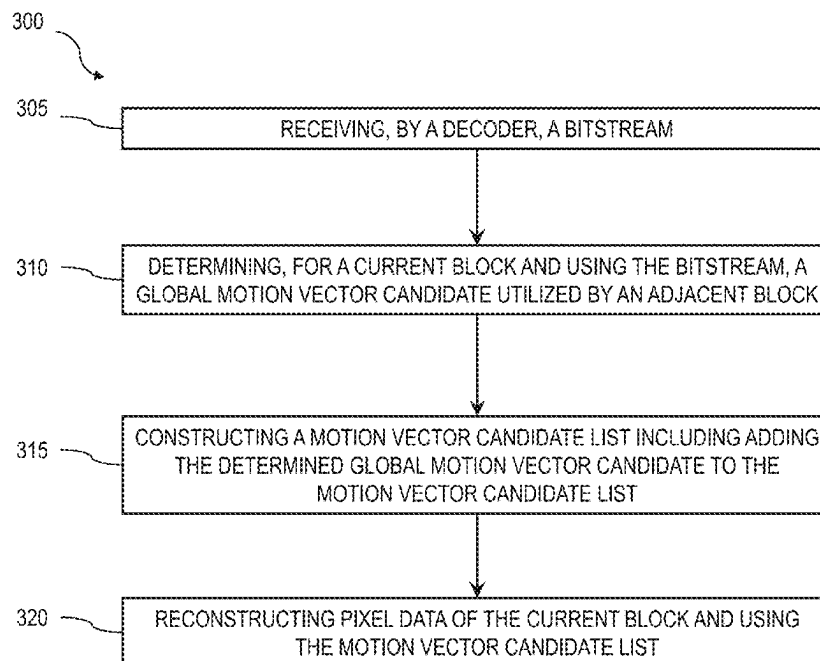 300
305
RECEIVING, BY A DECODER, A BITSTREAM
310
DETERMINING, FOR A CURRENT BLOCK AND USING THE BITSTREAM, A
GLOBAL MOTION VECTOR CANDIDATE UTILIZED BY AN ADJACENT BLOCK
315
CONSTRUCTING A MOTION VECTOR CANDIDATE LIST INCLUDING ADDING
THE DETERMINED GLOBAL MOTION VECTOR CANDIDATE TO THE
MOTION VECTOR CANDIDATE LIST
320
RECONSTRUCTING PIXEL DATA OF THE CURRENT BLOCK AND USING
THE MOTION VECTOR CANDIDATE LIST